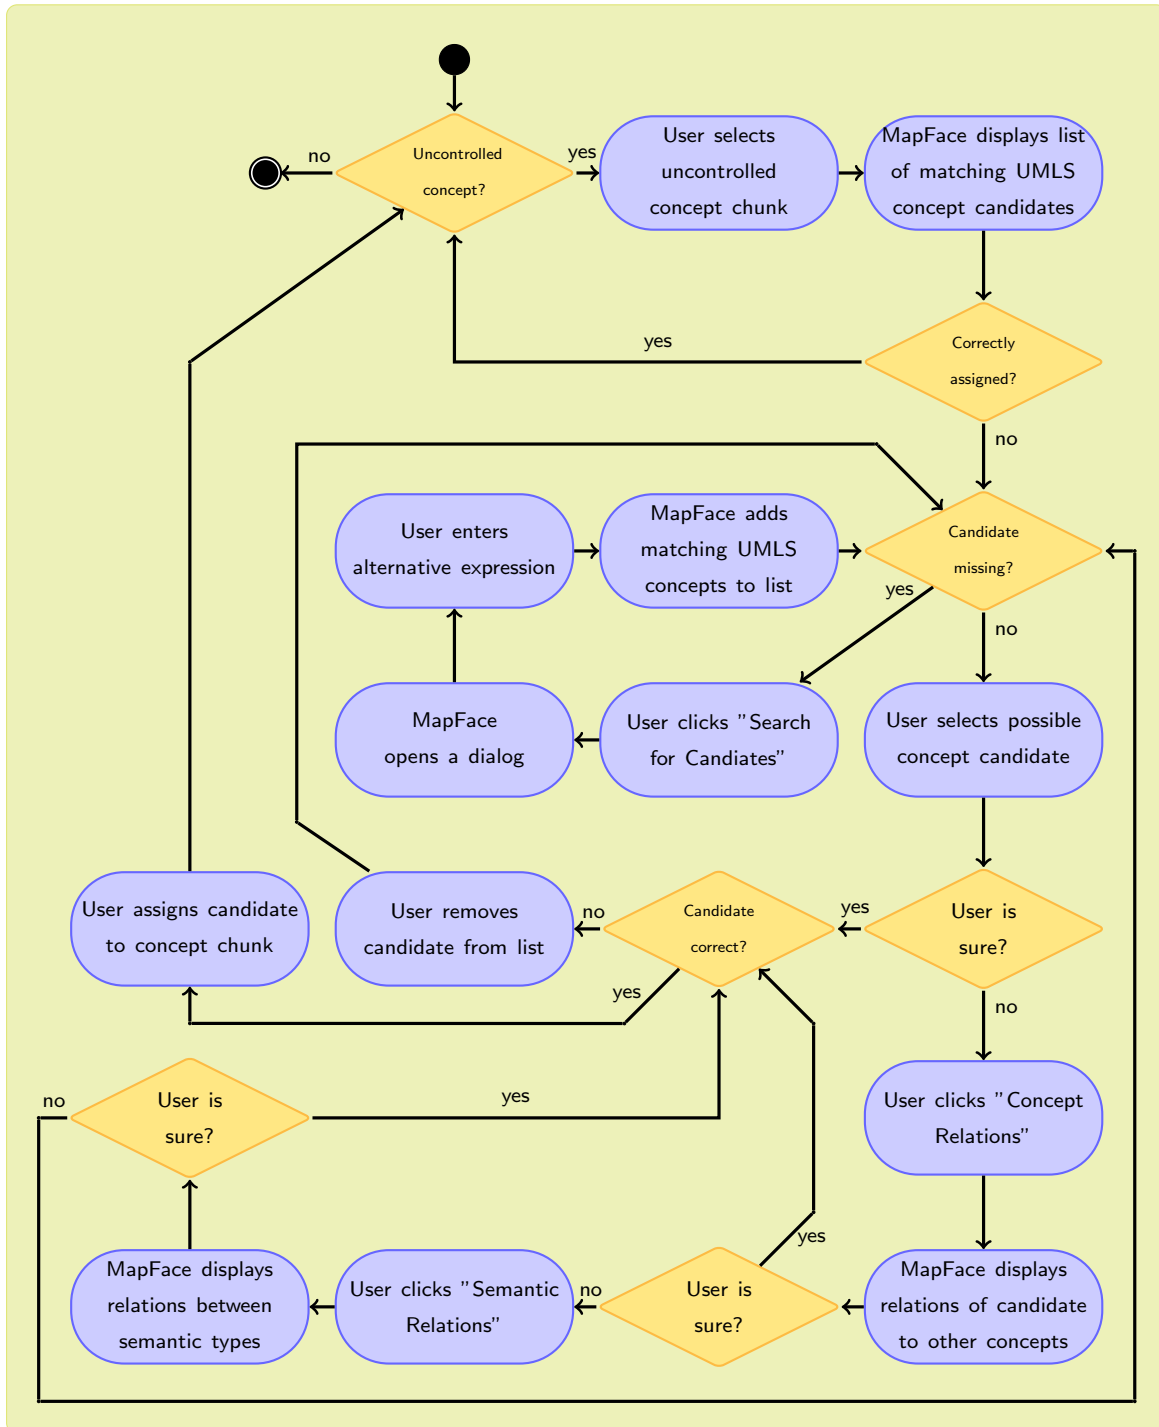 no
Uncontrolled
concept?
yes
User selects
uncontrolled
concept chunk
MapFace displays list
of matching UMLS
concept candidates
yes
Correctly
assigned?
no
User enters
alternative expression
MapFace adds
matching UMLS
concepts to list
Candidate
missing?
yes
no
MapFace
opens a dialog
User clicks "Search
for Candiates"
User selects possible
concept candidate
User assigns candidate
to concept chunk
User removes
candidate from list
no
Candidate
correct?
yes
User is
sure?
yes
no
no
User is
sure?
yes
User clicks "Concept
Relations"
yes
MapFace displays
relations between
semantic types
User clicks "Semantic
Relations"
no
User is
sure?
MapFace displays
relations of candidate
to other concepts